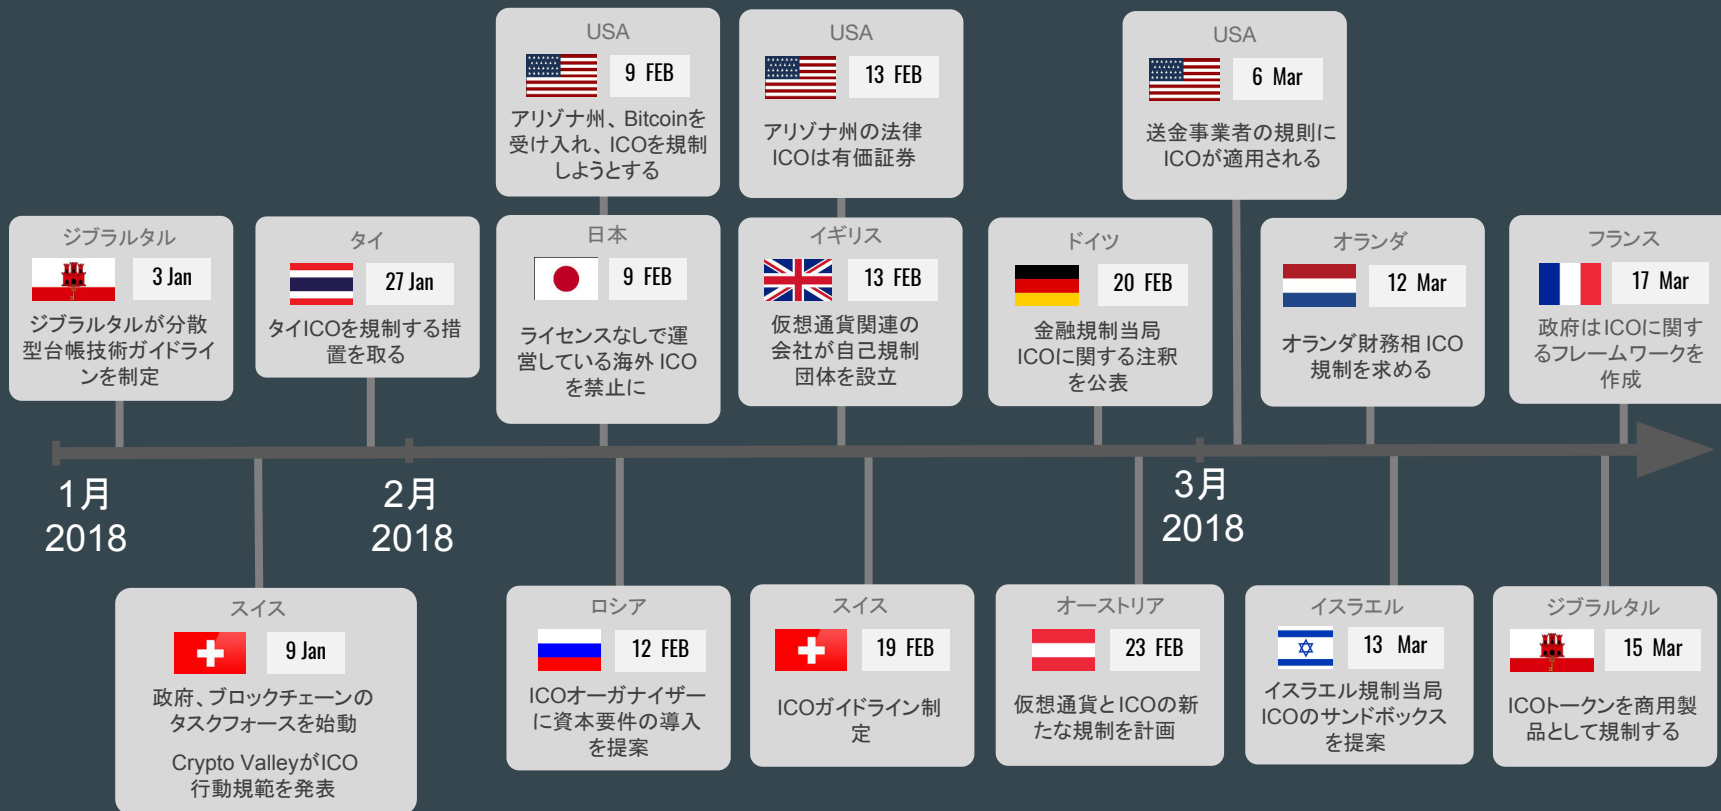 USA
9 FEB
アリゾナ州、Bitcoinを
受け入れ、ICOを規制
しようとする
USA
13 FEB
アリゾナ州の法律
ICOは有価証券
USA
6 Mar
送金事業者の規則に
ICOが適用される
ジブラルタル
3 Jan
ジブラルタルが分散
型台帳技術ガイドライ
ンを制定
タイ
27 Jan
タイICOを規制する措
置を取る
日本
9 FEB
ライセンスなしで運
営している海外 ICO
を禁止に
イギリス
13 FEB
仮想通貨関連の
会社が自己規制
団体を設立
ドイツ
20 FEB
金融規制当局
ICOに関する注釈
を公表
オランダ
12 Mar
オランダ財務相 ICO
規制を求める
フランス
17 Mar
政府はICOに関す
るフレームワークを
作成
1月
2018
2月
2018
3月
2018
スイス
9 Jan
政府、ブロックチェーンの
タスクフォースを始動
Crypto ValleyがICO
行動規範を発表
ロシア
12 FEB
ICOオーガナイザー
に資本要件の導入
を提案
スイス
19 FEB
ICOガイドライン制
定
オーストリア
23 FEB
仮想通貨とICOの新
たな規制を計画
イスラエル
13 Mar
イスラエル規制当局
ICOのサンドボックス
を提案
ジブラルタル
15 Mar
ICOトークンを商用製
品として規制する